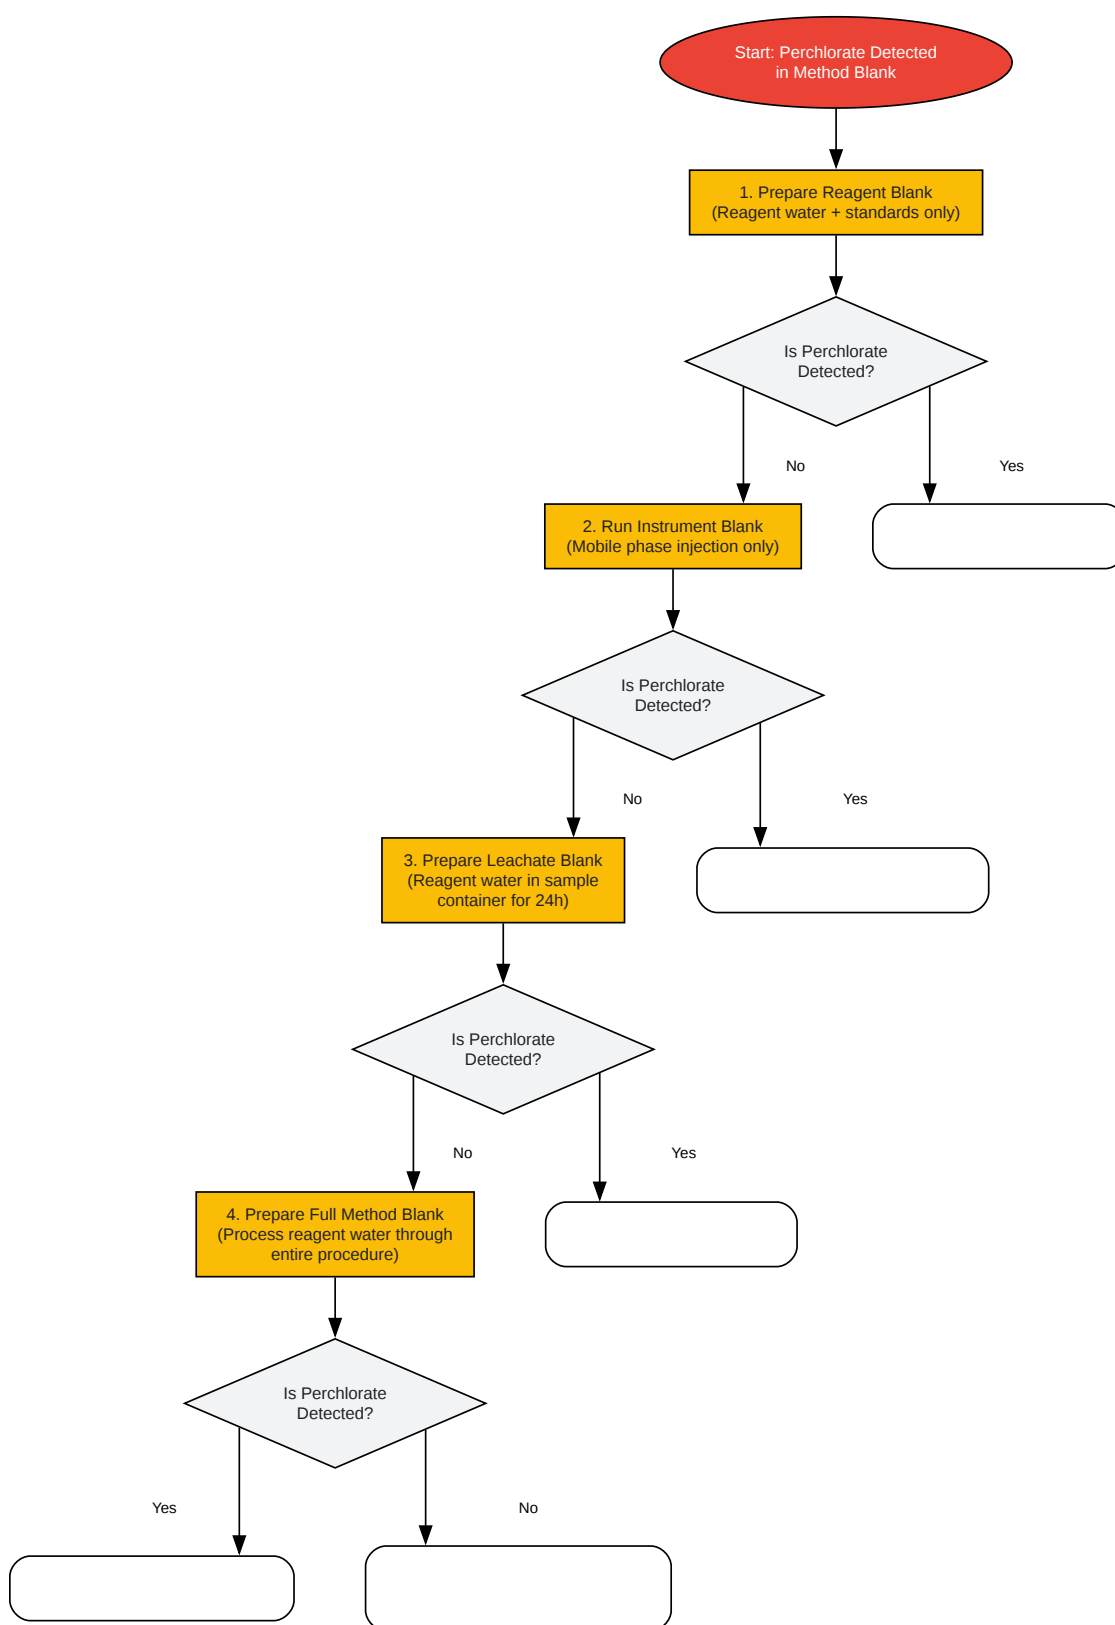 Start: Perchlorate Detected
in Method Blank
1. Prepare Reagent Blank
(Reagent water + standards only)
Is Perchlorate
Detected?
No
Yes
2. Run Instrument Blank
(Mobile phase injection only)
Is Perchlorate
Detected?
No
Yes
3. Prepare Leachate Blank
(Reagent water in sample
container for 24h)
Is Perchlorate
Detected?
No
Yes
4. Prepare Full Method Blank
(Process reagent water through
entire procedure)
Is Perchlorate
Detected?
Yes
No